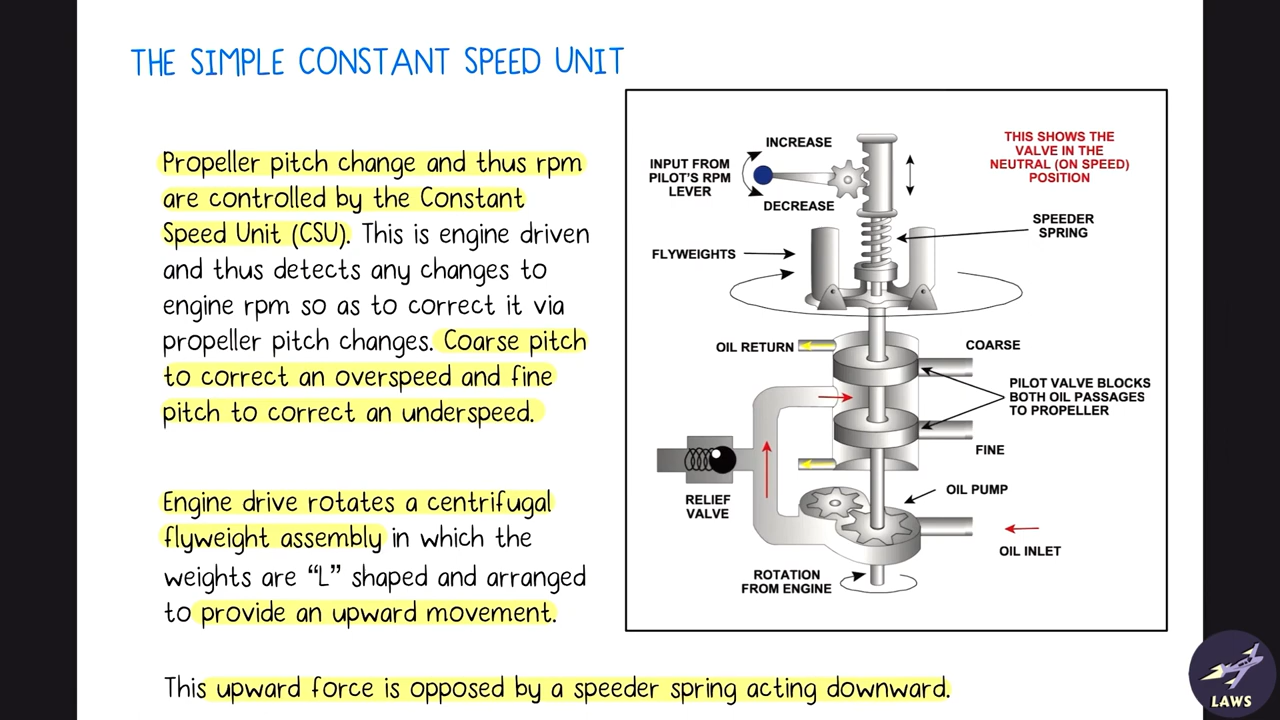 THE SIMPLE CONSTANT SPEED UNIT
Propeller pitch change and thus rpm
are controlled by the Constant
Speed Unit (CSU). This is engine driven
and thus detects any changes to
engine rpm so as to correct it via
propeller pitch changes. Coarse pitch
to correct an overspeed and fine
pitch to correct an underspeed.
Engine drive rotates a centrifugal
flyweight assembly in which the
weights are “L” shaped and arranged
to provide an upward movement.
This upward force is opposed by a speeder spring acting downward.
INCREASE
INPUT FROM
PILOT'S RPM
LEVER
DECREASE
THIS SHOWS THE
VALVE IN THE
NEUTRAL (ON SPEED)
POSITION
SPEEDER
SPRING
FLYWEIGHTS
OIL RETURN
COARSE
PILOT VALVE BLOCKS
BOTH OIL PASSAGES
TO PROPELLER
FINE
RELIEF
VALVE
OIL PUMP
OIL INLET
ROTATION
FROM ENGINE
LAWS